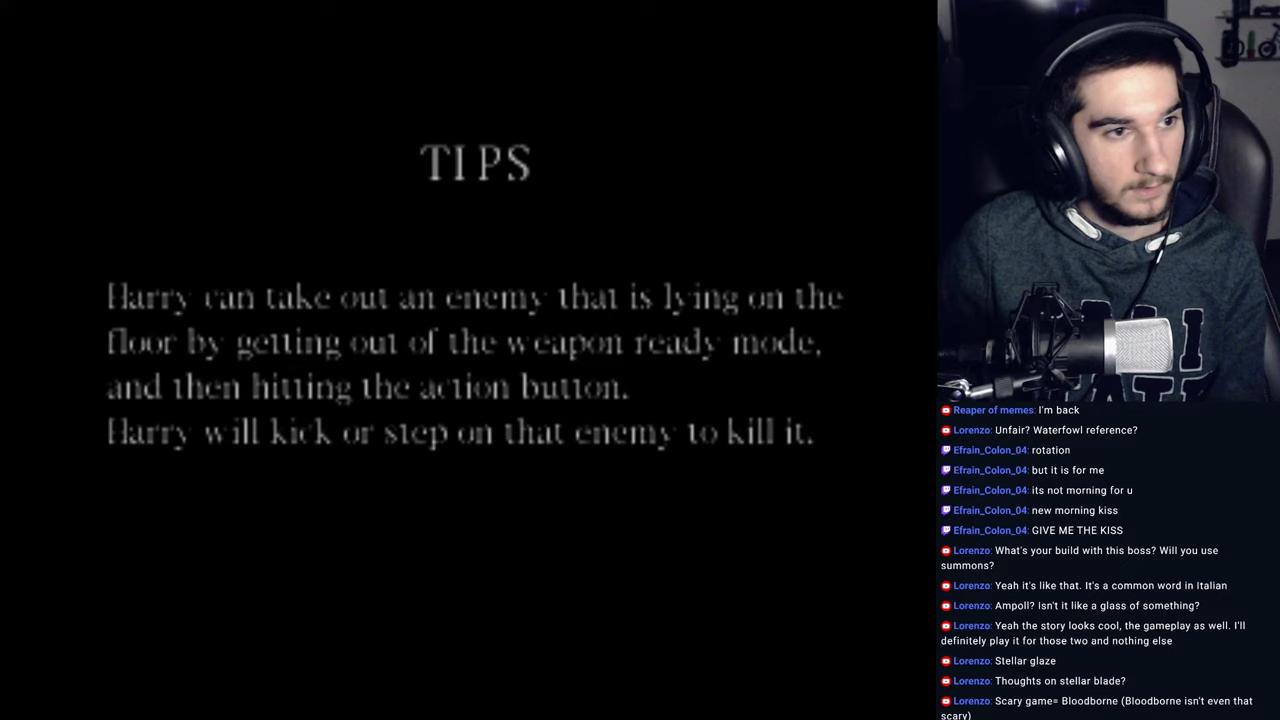 TIPS
Harry can take out an enemy that is lying on the
floor by getting out of the weapon ready mode,
and then hitting the action button.
Harry will kick or step on that enemy to kill it.
Reaper of memes: I'm back
Lorenzo: Unfair? Waterfowl reference?
Efrain_Colon_04: rotation
Efrain_Colon_04: but it is for me
Efrain_Colon_04: its not morning for u
Efrain_Colon_04: new morning kiss
Efrain_Colon_04: GIVE ME THE KISS
Lorenzo: What's your build with this boss? Will you use
summons?
Lorenzo: Yeah it's like that. It's a common word in Italian
Lorenzo: Ampoll? Isn't it like a glass of something?
Lorenzo: Yeah the story looks cool, the gameplay as well. I'll
definitely play it for those two and nothing else
Lorenzo: Stellar glaze
Lorenzo: Thoughts on stellar blade?
Lorenzo: Scary game= Bloodborne (Bloodborne isn't even that
scary)